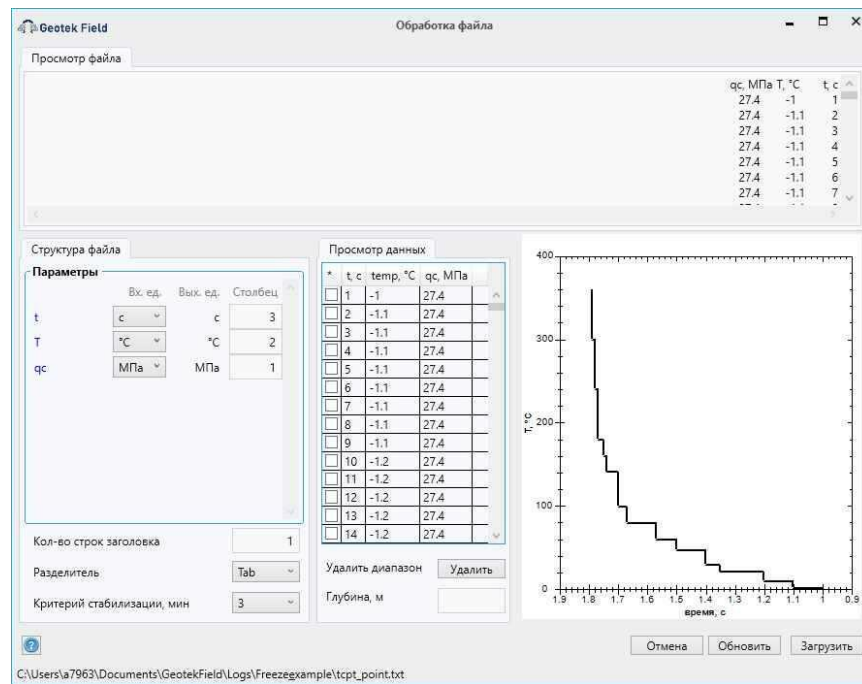 Geotek Field
Обработка файла
Просмотр файла
qc, МПа T, °C t, c
27.4 -1 1
27.4 -1.1 2
27.4 -1.1 3
27.4 -1.1 4
27.4 -1.1 5
27.4 -1.1 6
27.4 -1.1 7
Структура файла
Параметры
Вх. ед. Вых. ед. Столбец
t c c 3
T °C °C 2
qc МПа МПа 1
Кол-во строк заголовка 1
Разделитель Tab
Критерий стабилизации, мин 3
Просмотр данных
* t, c temp, °C qc, МПа
1 -1 27.4
2 -1.1 27.4
3 -1.1 27.4
4 -1.1 27.4
5 -1.1 27.4
6 -1.1 27.4
7 -1.1 27.4
8 -1.1 27.4
9 -1.1 27.4
10 -1.2 27.4
11 -1.2 27.4
12 -1.2 27.4
13 -1.2 27.4
14 -1.2 27.4
Удалить диапазон Удалить
Глубина, м
400
300
200
100
0
T, °C
1.9 1.8 1.7 1.6 1.5 1.4 1.3 1.2 1.1 1 0.9
время, с
? Отмена Обновить Загрузить
C:\Users\a7963\Documents\GeotekField\Logs\Freezegxample\tcpt_point.txt